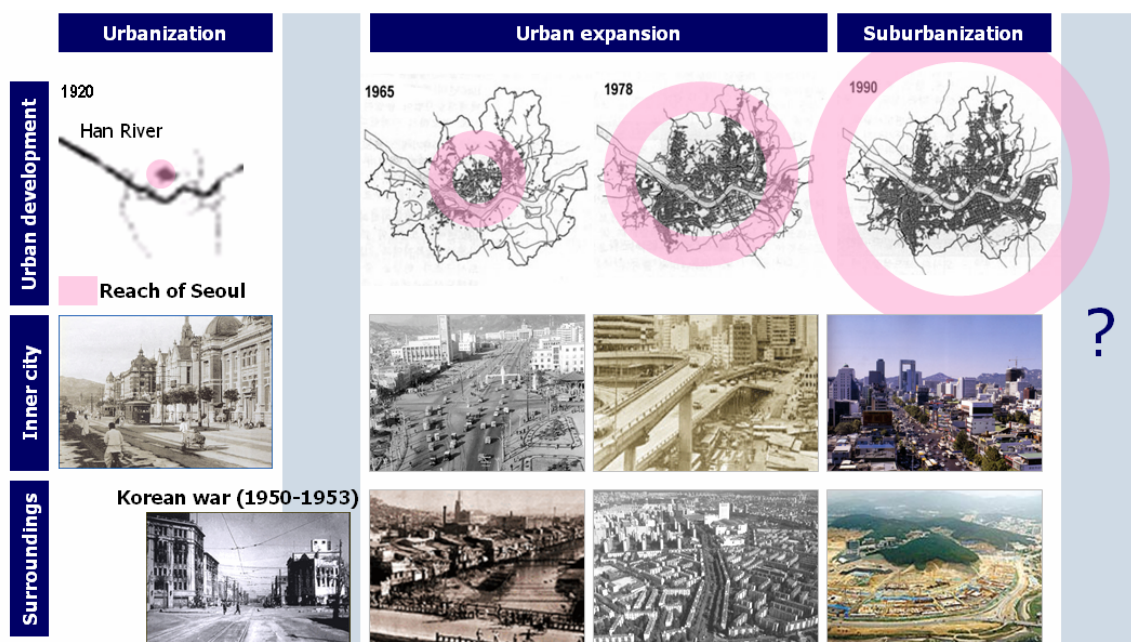 Urbanization
Urban expansion
Suburbanization
Urban development
1920
Han River
1965
1978
1990
Reach of Seoul
Inner city
?
Surroundings
Korean war (1950-1953)